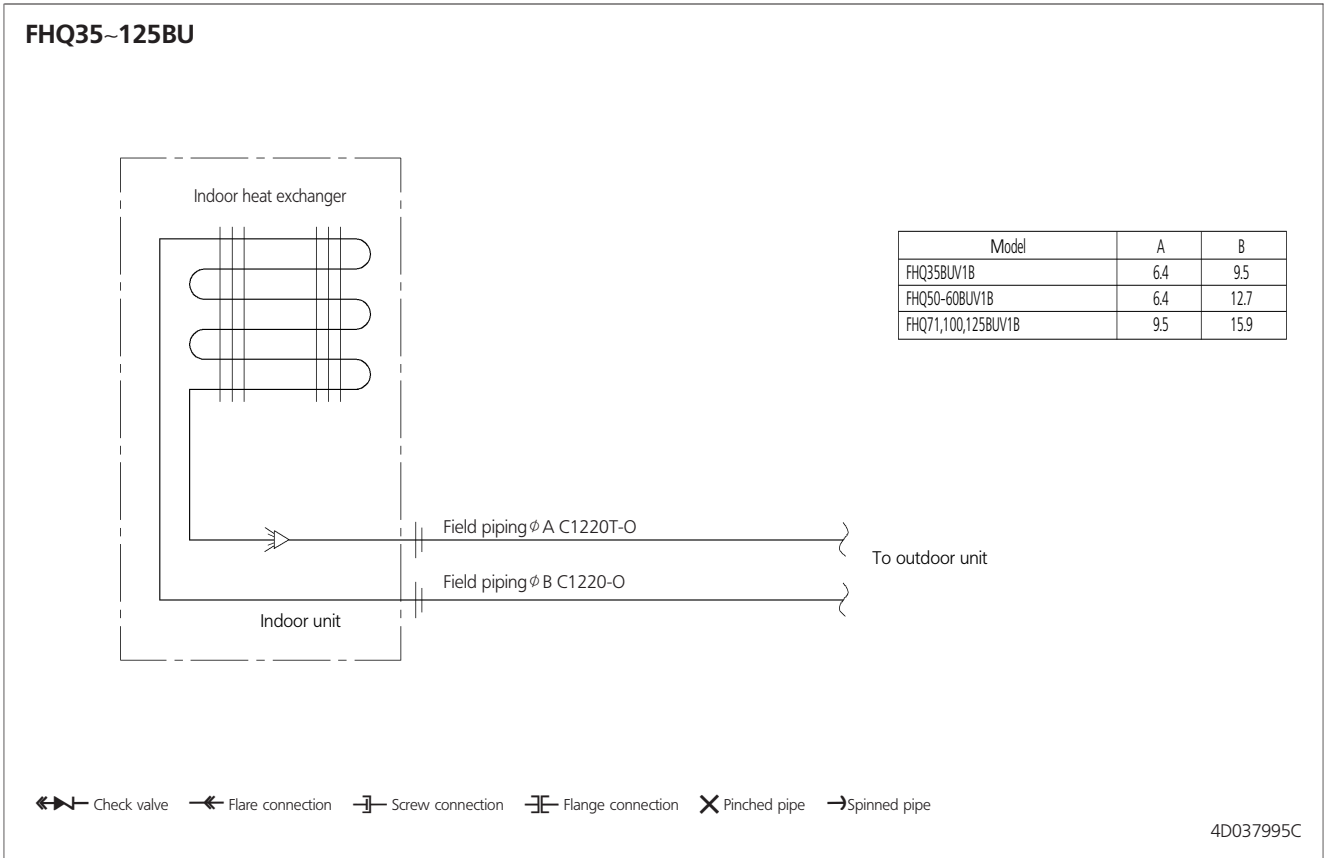 FHQ35~125BU
Indoor heat exchanger
Model A B
FHQ35BUV1B 6.4 9.5
FHQ50-60BUV1B 6.4 12.7
FHQ71,100,125BUV1B 9.5 15.9
Field piping ϕ A C1220T-O
To outdoor unit
Field piping ϕ B C1220-O
Indoor unit
Check valve Flare connection Screw connection Flange connection Pinched pipe Spinned pipe
4D037995C